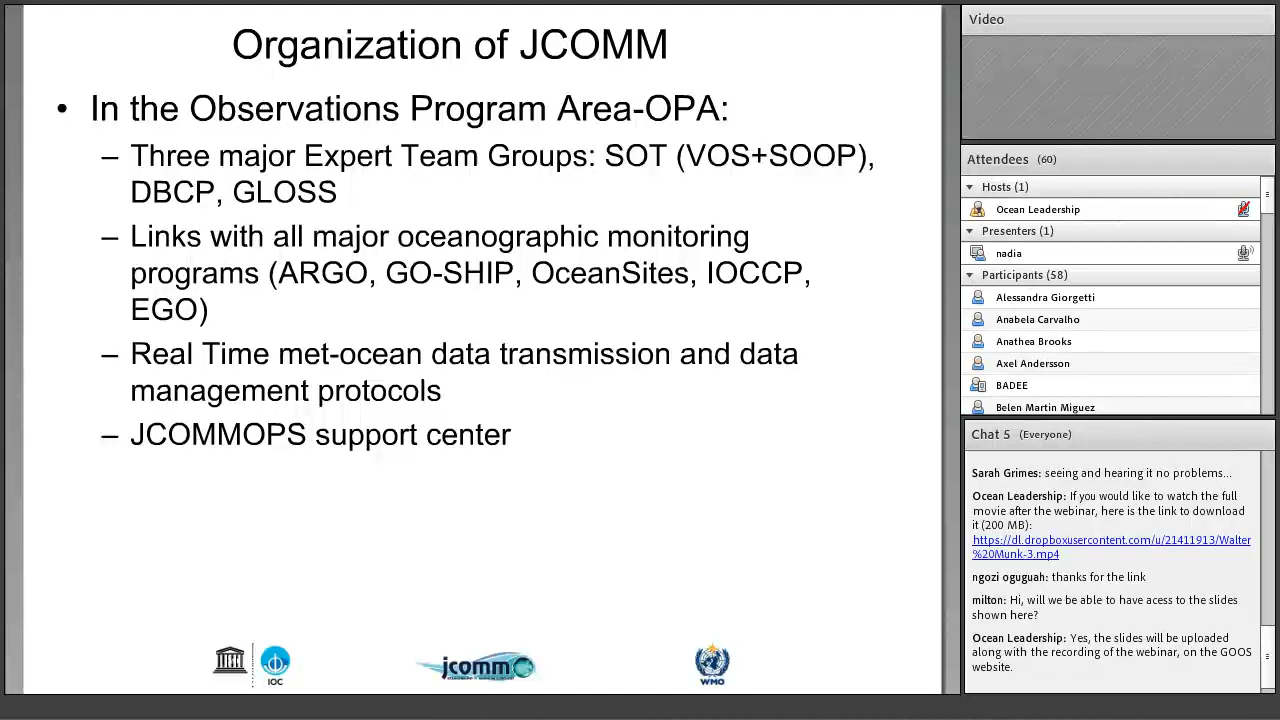 Organization of JCOMM
• In the Observations Program Area-OPA:
– Three major Expert Team Groups: SOT (VOS+SOOP),
DBCP, GLOSS
– Links with all major oceanographic monitoring
programs (ARGO, GO-SHIP, OceanSites, IOCCP,
EGO)
– Real Time met-ocean data transmission and data
management protocols
– JCOMMOPS support center
IOC
jcomm
WMO
Video
Attendees (60)
Hosts (1)
Ocean Leadership
Presenters (1)
nadia
Participants (58)
Alessandra Giorgetti
Anabela Carvalho
Anathea Brooks
Axel Andersson
BADEE
Belen Martin Miguez
Chat 5 (Everyone)
Sarah Grimes: seeing and hearing it no problems...
Ocean Leadership: If you would like to watch the full
movie after the webinar, here is the link to download
it (200 MB):
https://dl.dropboxusercontent.com/u/21411913/Walter
%20Munk-3.mp4
ngozi oguguah: thanks for the link
milton: Hi, will we be able to have acess to the slides
shown here?
Ocean Leadership: Yes, the slides will be uploaded
along with the recording of the webinar, on the GOOS
website.